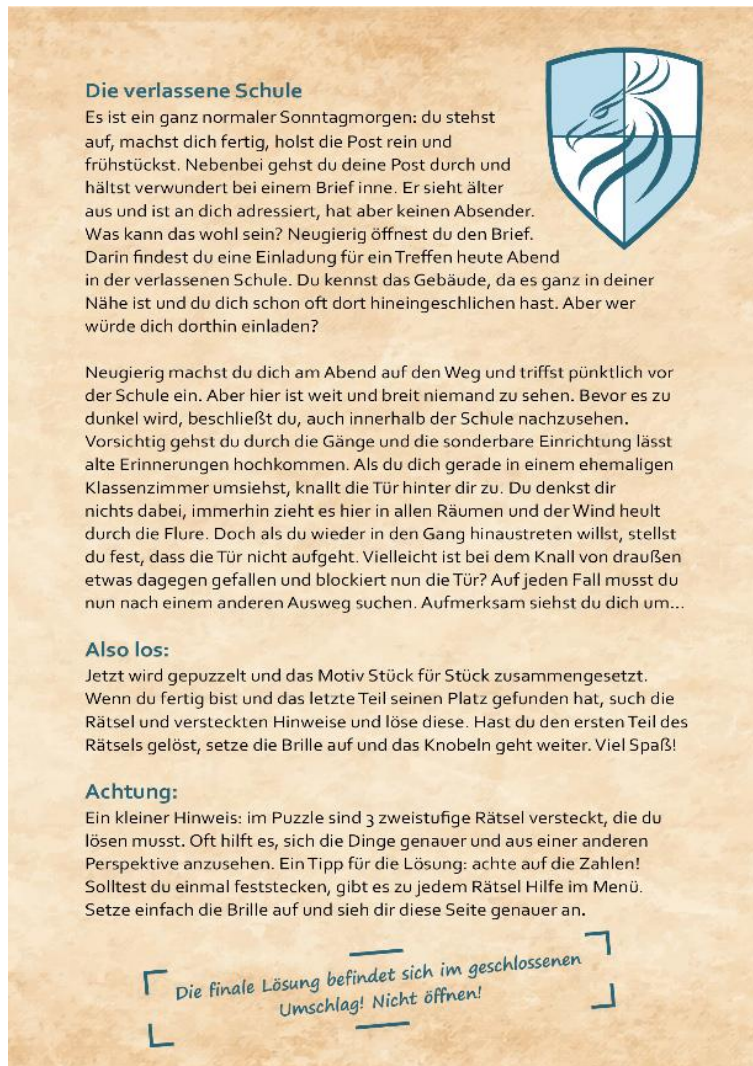 Die verlassene Schule
Es ist ein ganz normaler Sonntagmorgen: du stehst
auf, machst dich fertig, holst die Post rein und
frühstückst. Nebenbei gehst du deine Post durch und
hältst verwundert bei einem Brief inne. Er sieht älter
aus und ist an dich adressiert, hat aber keinen Absender.
Was kann das wohl sein? Neugierig öffnest du den Brief.
Darin findest du eine Einladung für ein Treffen heute Abend
in der verlassenen Schule. Du kennst das Gebäude, da es ganz in deiner
Nähe ist und du dich schon oft dort hineingeschlichen hast. Aber wer
würde dich dorthin einladen?
Neugierig machst du dich am Abend auf den Weg und triffst pünktlich vor
der Schule ein. Aber hier ist weit und breit niemand zu sehen. Bevor es zu
dunkel wird, beschließt du, auch innerhalb der Schule nachzusehen.
Vorsichtig gehst du durch die Gänge und die sonderbare Einrichtung lässt
alte Erinnerungen hochkommen. Als du dich gerade in einem ehemaligen
Klassenzimmer umsiehst, knallt die Tür hinter dir zu. Du denkst dir
nichts dabei, immerhin zieht es hier in allen Räumen und der Wind heult
durch die Flure. Doch als du wieder in den Gang hinaustreten willst, stellst
du fest, dass die Tür nicht aufgeht. Vielleicht ist bei dem Knall von draußen
etwas dagegen gefallen und blockiert nun die Tür? Auf jeden Fall musst du
nun nach einem anderen Ausweg suchen. Aufmerksam siehst du dich um...
Also los:
Jetzt wird gepuzzelt und das Motiv Stück für Stück zusammengesetzt.
Wenn du fertig bist und das letzte Teil seinen Platz gefunden hat, such die
Rätsel und versteckten Hinweise und löse diese. Hast du den ersten Teil des
Rätsels gelöst, setze die Brille auf und das Knobeln geht weiter. Viel Spaß!
Achtung:
Ein kleiner Hinweis: im Puzzle sind 3 zweistufige Rätsel versteckt, die du
lösen musst. Oft hilft es, sich die Dinge genauer und aus einer anderen
Perspektive anzusehen. Ein Tipp für die Lösung: achte auf die Zahlen!
Solltest du einmal feststecken, gibt es zu jedem Rätsel Hilfe im Menü.
Setze einfach die Brille auf und sieh dir diese Seite genauer an.
Die finale Lösung befindet sich im geschlossenen
Umschlag! Nicht öffnen!